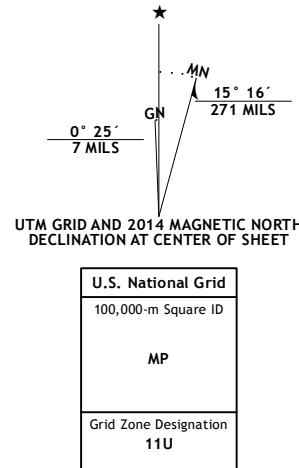 ★
MN
GN
15° 16´
271 MILS
0° 25´
7 MILS
UTM GRID AND 2014 MAGNETIC NORTH
DECLINATION AT CENTER OF SHEET
U.S. National Grid
100,000-m Square ID
MP
Grid Zone Designation
11U